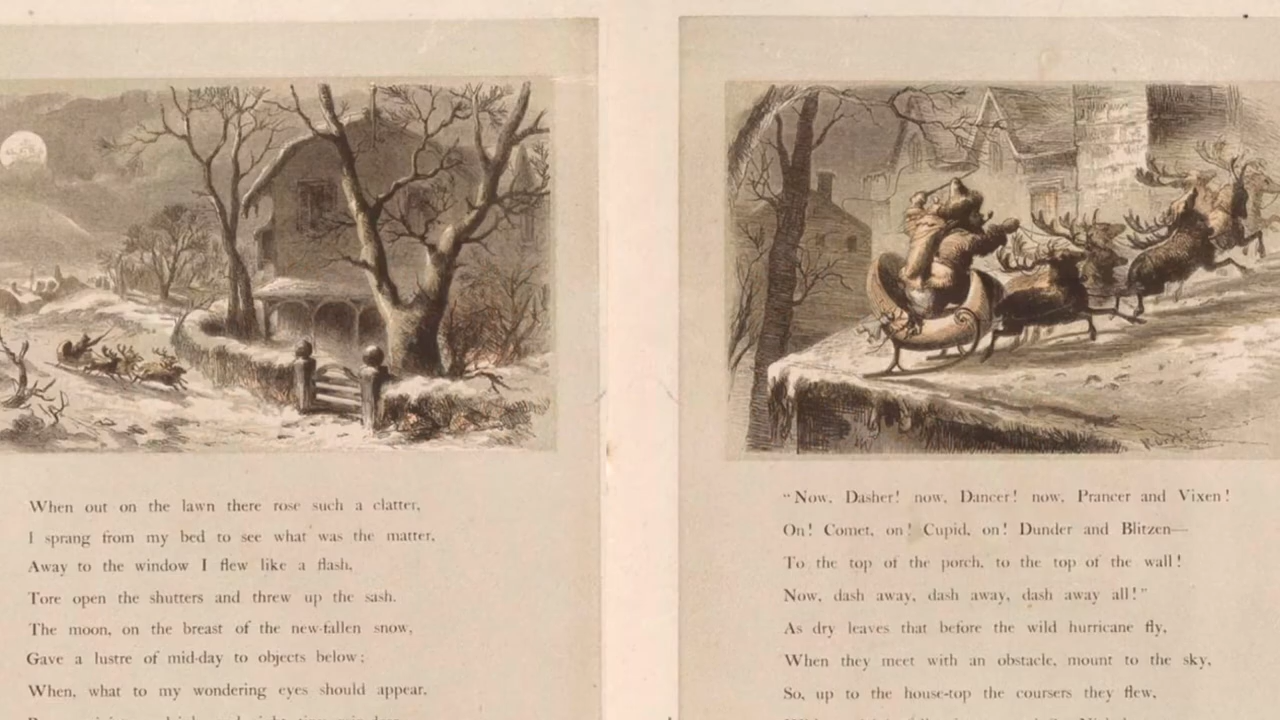 When out on the lawn there rose such a clatter,
I sprang from my bed to see what was the matter.
Away to the window I flew like a flash,
Tore open the shutters and threw up the sash.
The moon, on the breast of the new-fallen snow,
Gave a lustre of mid-day to objects below;
When, what to my wondering eyes should appear,
"Now, Dasher! now, Dancer! now, Prancer and Vixen!
On! Comet, on! Cupid, on! Dunder and Blitzen—
To the top of the porch, to the top of the wall!
Now, dash away, dash away, dash away all!"
As dry leaves that before the wild hurricane fly,
When they meet with an obstacle, mount to the sky,
So, up to the house-top the coursers they flew,